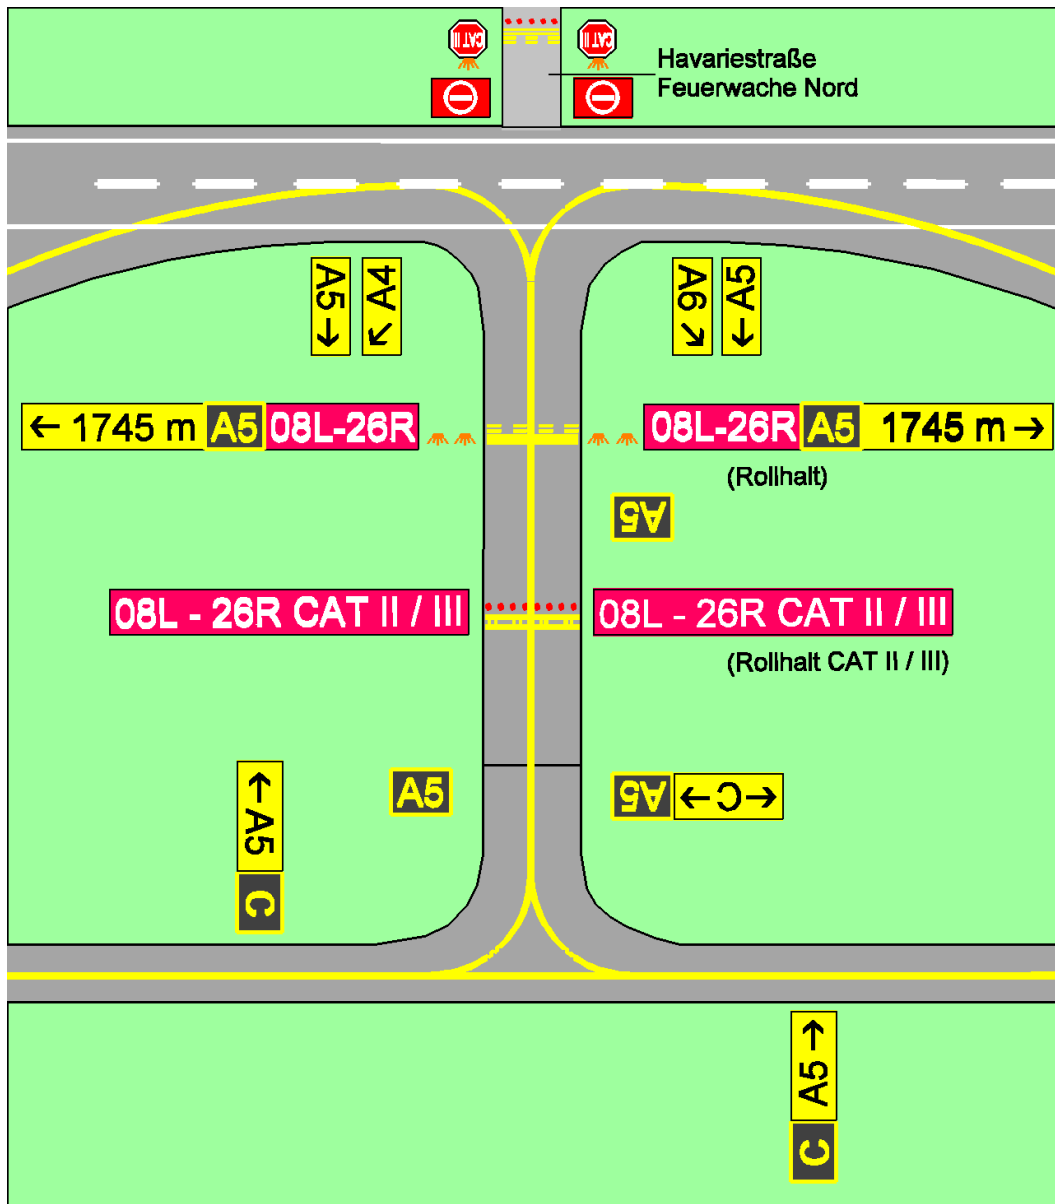 CAT II
CAT II
Havariestraße
Feuerwache Nord
A5 →
↖ A4
A6 ↘
← A5
← 1745 m A5 08L-26R
08L-26R A5 1745 m →
(Rollhalt)
A5
08L - 26R CAT II / III
08L - 26R CAT II / III
(Rollhalt CAT II / III)
← A5 C
A5
A5 ← C →
C A5 →